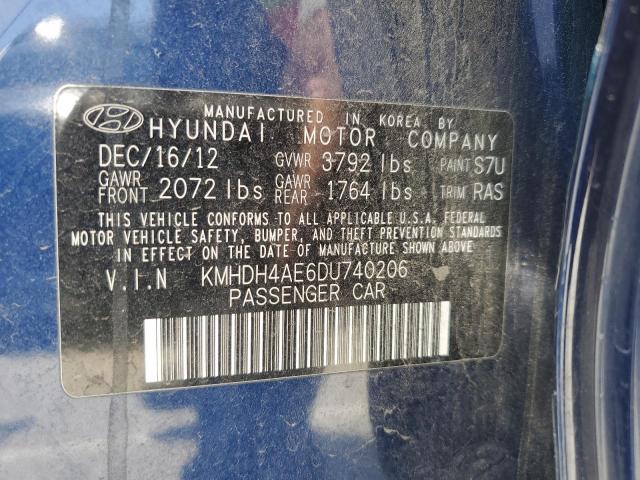 MANUFACTURED IN KOREA BY
HYUNDAI MOTOR COMPANY
DEC/16/12 GVWR 3792 lbs PAINT S7U
GAWR FRONT 2072 lbs GAWR REAR 1764 lbs TRIM RAS
THIS VEHICLE CONFORMS TO ALL APPLICABLE U.S.A. FEDERAL
MOTOR VEHICLE SAFETY, BUMPER, AND THEFT PREVENTION STANDARDS
IN EFFECT ON THE DATE OF MANUFACTURE SHOWN ABOVE.
V.I.N KMHDH4AE6DU740206
PASSENGER CAR